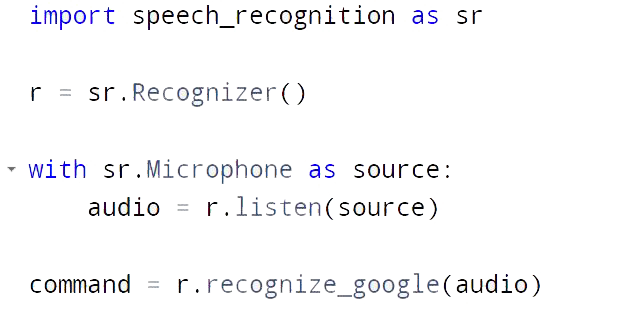 import speech_recognition as sr
r = sr.Recognizer()
with sr.Microphone as source:
    audio = r.listen(source)
command = r.recognize_google(audio)